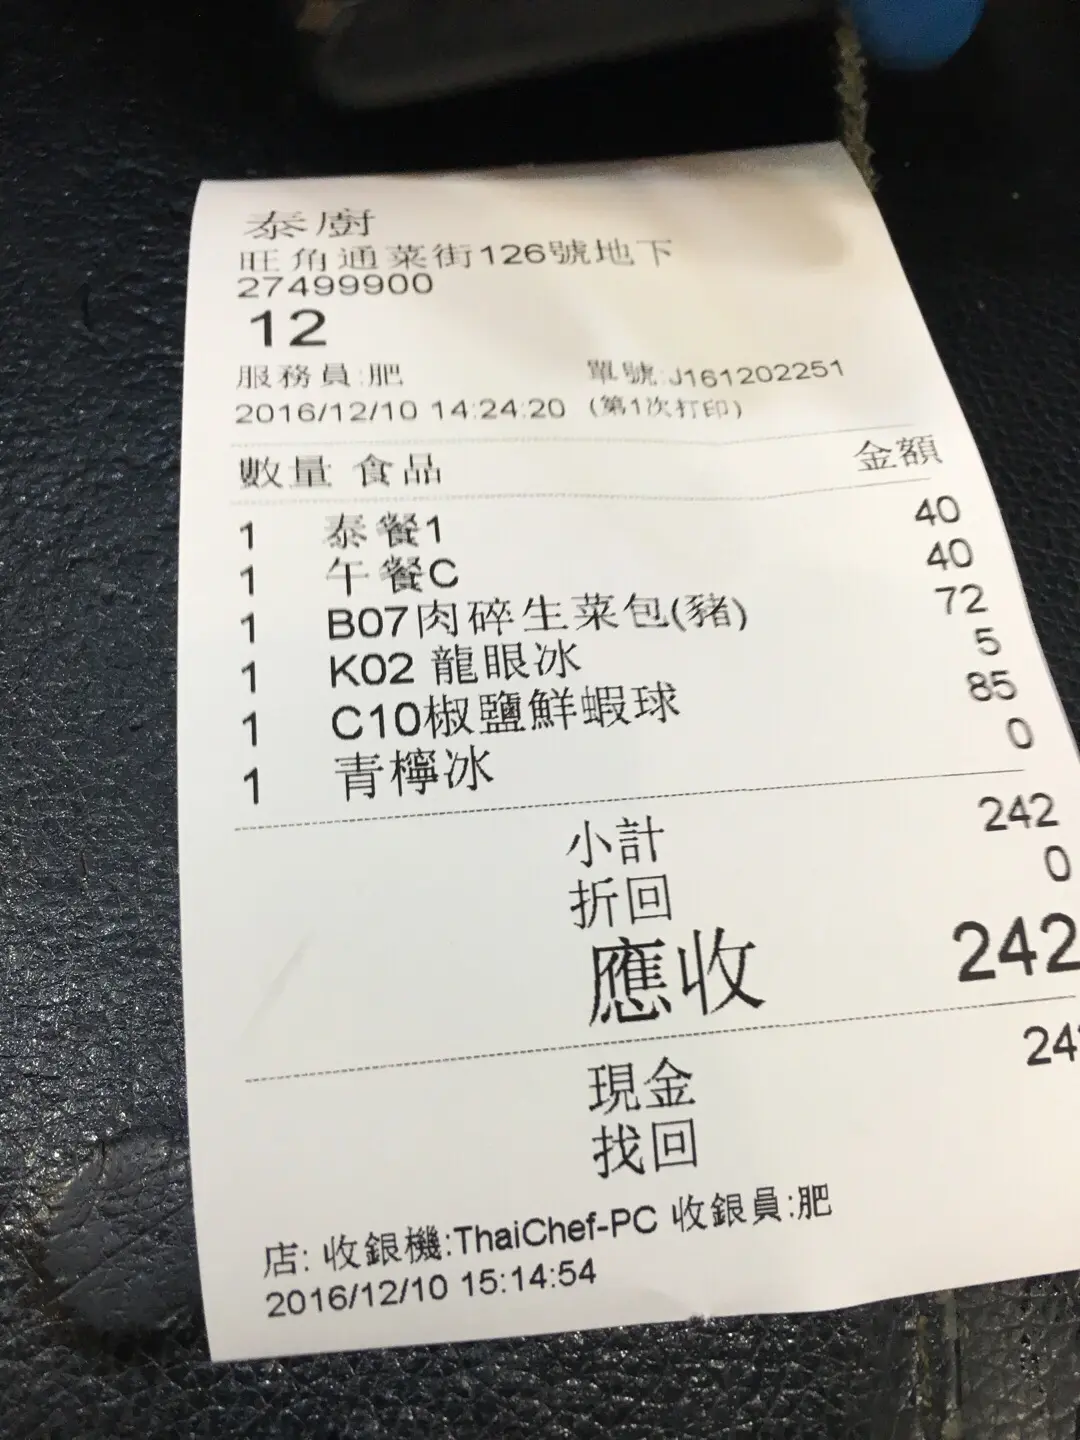 泰廚
旺角通菜街126號地下
27499900
12
服務員:肥 單號:J161202251
2016/12/10 14:24:20 (第1次打印)
數量 食品 金額
1 泰餐1 40
1 午餐C 40
1 B07肉碎生菜包(豬) 72
1 K02 龍眼冰 5
1 C10椒鹽鮮蝦球 85
1 青檸冰 0
小計 242
折回 0
應收 242
現金 24
找回
店: 收銀機:ThaiChef-PC 收銀員:肥
2016/12/10 15:14:54